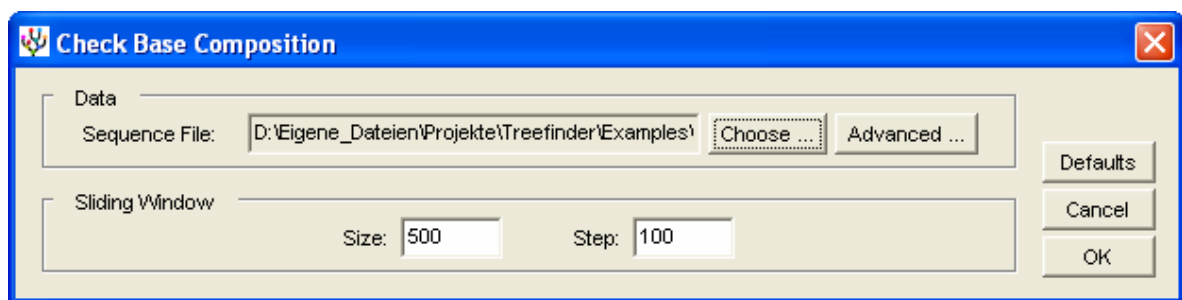 Check Base Composition
Data
Sequence File: D:\Eigene_Dateien\Projekte\Treefinder\Examples\ Choose ... Advanced ...
Defaults
Sliding Window
Cancel
Size: 500 Step: 100
OK